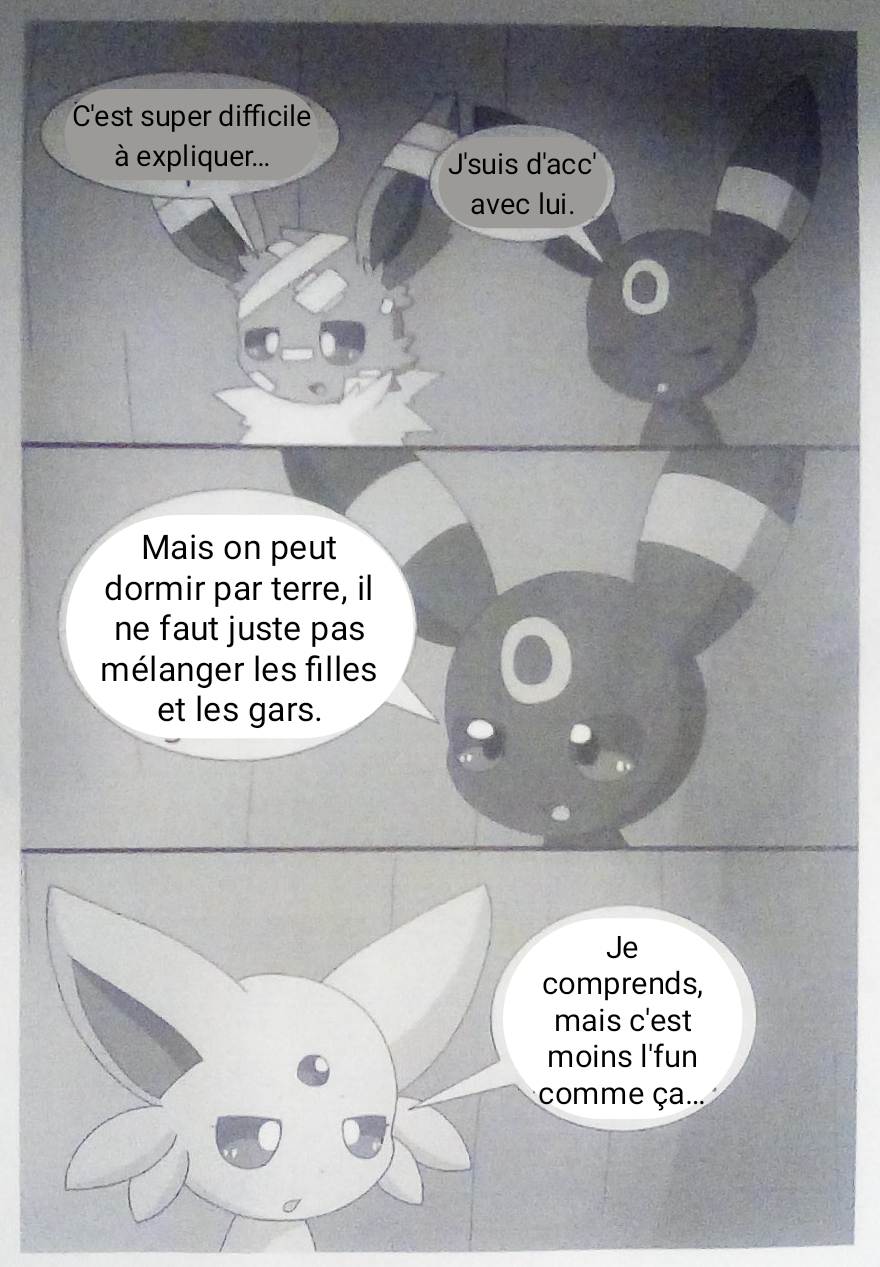 C'est super difficile
à expliquer...
J'suis d'acc'
avec lui.
Mais on peut
dormir par terre, il
ne faut juste pas
mélanger les filles
et les gars.
Je
comprends,
mais c'est
moins l'fun
comme ça...